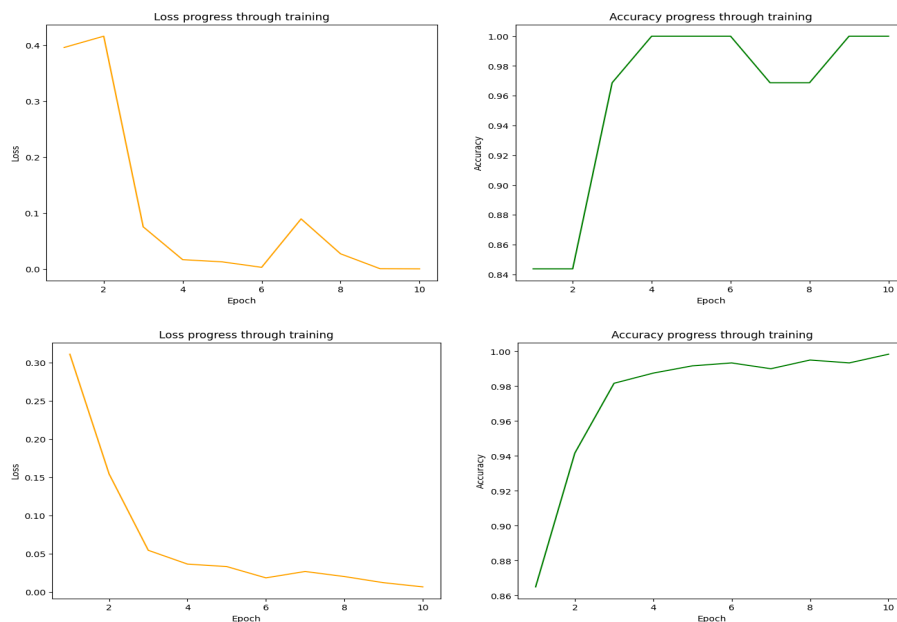 Loss progress through training
0.4
0.3
0.2
0.1
0.0
Loss
2 4 6 8 10
Epoch
Accuracy progress through training
1.00
0.98
0.96
0.94
0.92
0.90
0.88
0.86
0.84
Accuracy
2 4 6 8 10
Epoch
Loss progress through training
0.30
0.25
0.20
0.15
0.10
0.05
0.00
Loss
2 4 6 8 10
Epoch
Accuracy progress through training
1.00
0.98
0.96
0.94
0.92
0.90
0.88
0.86
Accuracy
2 4 6 8 10
Epoch